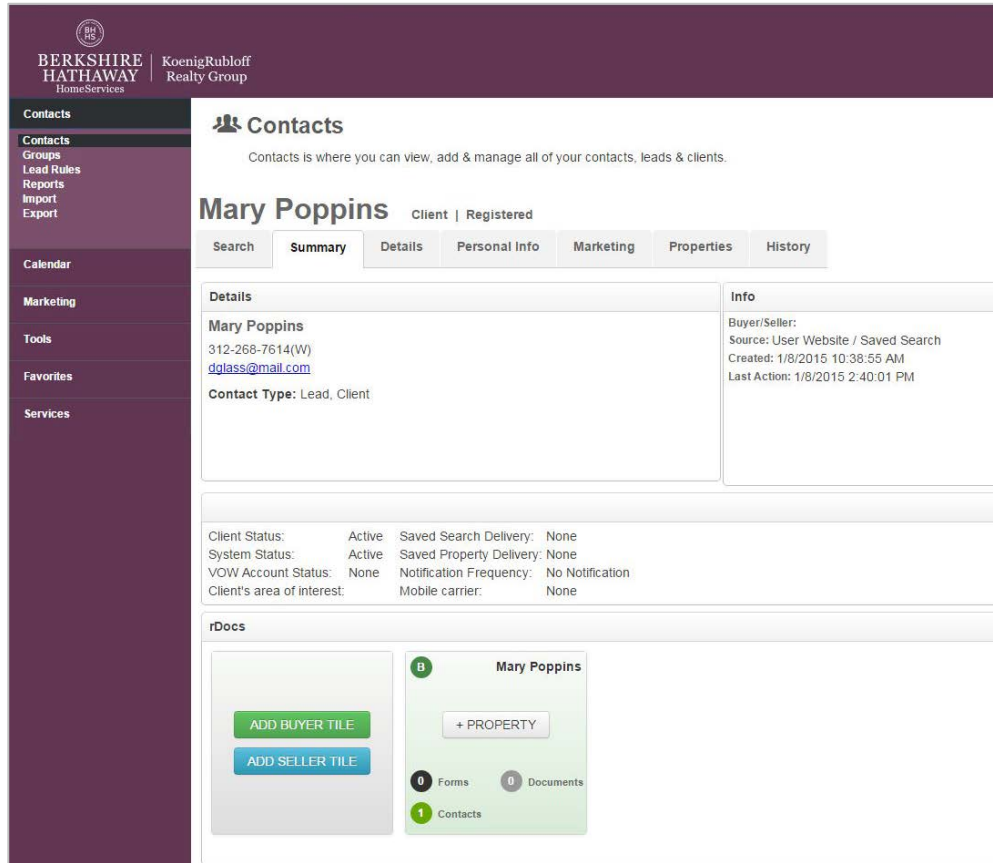 BH
HS
BERKSHIRE
HATHAWAY
HomeServices
KoenigRubloff
Realty Group
Contacts
Contacts
Groups
Lead Rules
Reports
Import
Export
Calendar
Marketing
Tools
Favorites
Services
Contacts
Contacts is where you can view, add & manage all of your contacts, leads & clients.
Mary Poppins Client | Registered
Search Summary Details Personal Info Marketing Properties History
Details
Mary Poppins
312-268-7614(W)
dglass@mail.com
Contact Type: Lead, Client
Info
Buyer/Seller:
Source: User Website / Saved Search
Created: 1/8/2015 10:38:55 AM
Last Action: 1/8/2015 2:40:01 PM
Client Status: Active Saved Search Delivery: None
System Status: Active Saved Property Delivery: None
VOW Account Status: None Notification Frequency: No Notification
Client's area of interest: Mobile carrier: None
rDocs
ADD BUYER TILE
ADD SELLER TILE
B Mary Poppins
+ PROPERTY
0 Forms 0 Documents
1 Contacts